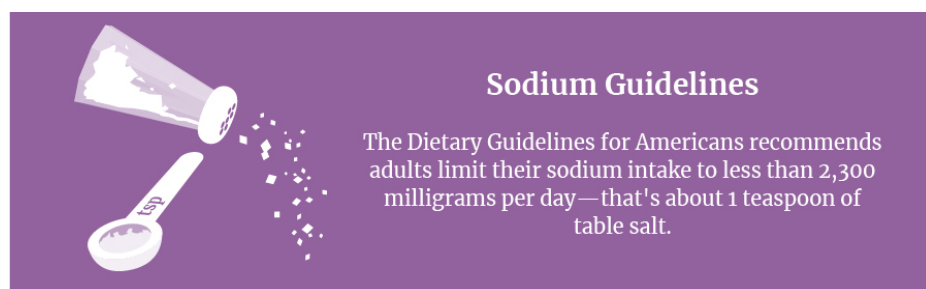 Sodium Guidelines
The Dietary Guidelines for Americans recommends
adults limit their sodium intake to less than 2,300
milligrams per day—that's about 1 teaspoon of
table salt.
tsp